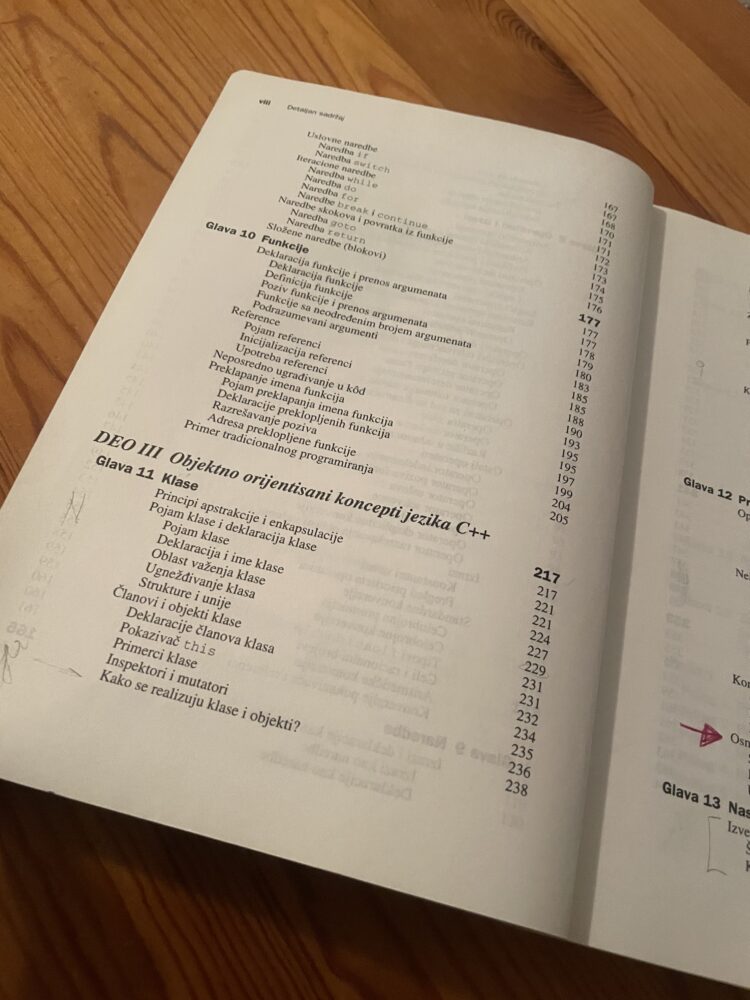 viii Detaljan sadržaj
Uslovne naredbe 167
Naredba if 167
Naredba switch 168
Iteracione naredbe 170
Naredba while 171
Naredba do 171
Naredba for 172
Naredbe break i continue 173
Naredbe skokova i povratka iz funkcije 173
Naredba goto 174
Naredba return 175
Složene naredbe (blokovi) 176
Glava 10 Funkcije 177
Deklaracija funkcije i prenos argumenata 177
Deklaracija funkcije 177
Definicija funkcije 178
Poziv funkcije i prenos argumenata 179
Funkcije sa neodređenim brojem argumenata 180
Podrazumevani argumenti 183
Reference 185
Pojam referenci 185
Inicijalizacija referenci 188
Upotreba referenci 190
Neposredno ugrađivanje u kôd 193
Preklapanje imena funkcija 195
Pojam preklapanja imena funkcija 195
Deklaracije preklopljenih funkcija 197
Razrešavanje poziva 199
Adresa preklopljene funkcije 204
Primer tradicionalnog programiranja 205
DEO III Objektno orijentisani koncepti jezika C++
Glava 11 Klase 217
Principi apstrakcije i enkapsulacije 217
Pojam klase i deklaracija klase 221
Pojam klase 221
Deklaracija i ime klase 224
Oblast važenja klase 227
Ugnežđivanje klasa 229
Strukture i unije 231
Članovi i objekti klase 231
Deklaracije članova klasa 232
Pokazivač this 234
Primerci klase 235
Inspektori i mutatori 236
Kako se realizuju klase i objekti? 238
Glava 12 Pr
Op
Ne
Kor
Osn
Glava 13 Nas
Izve